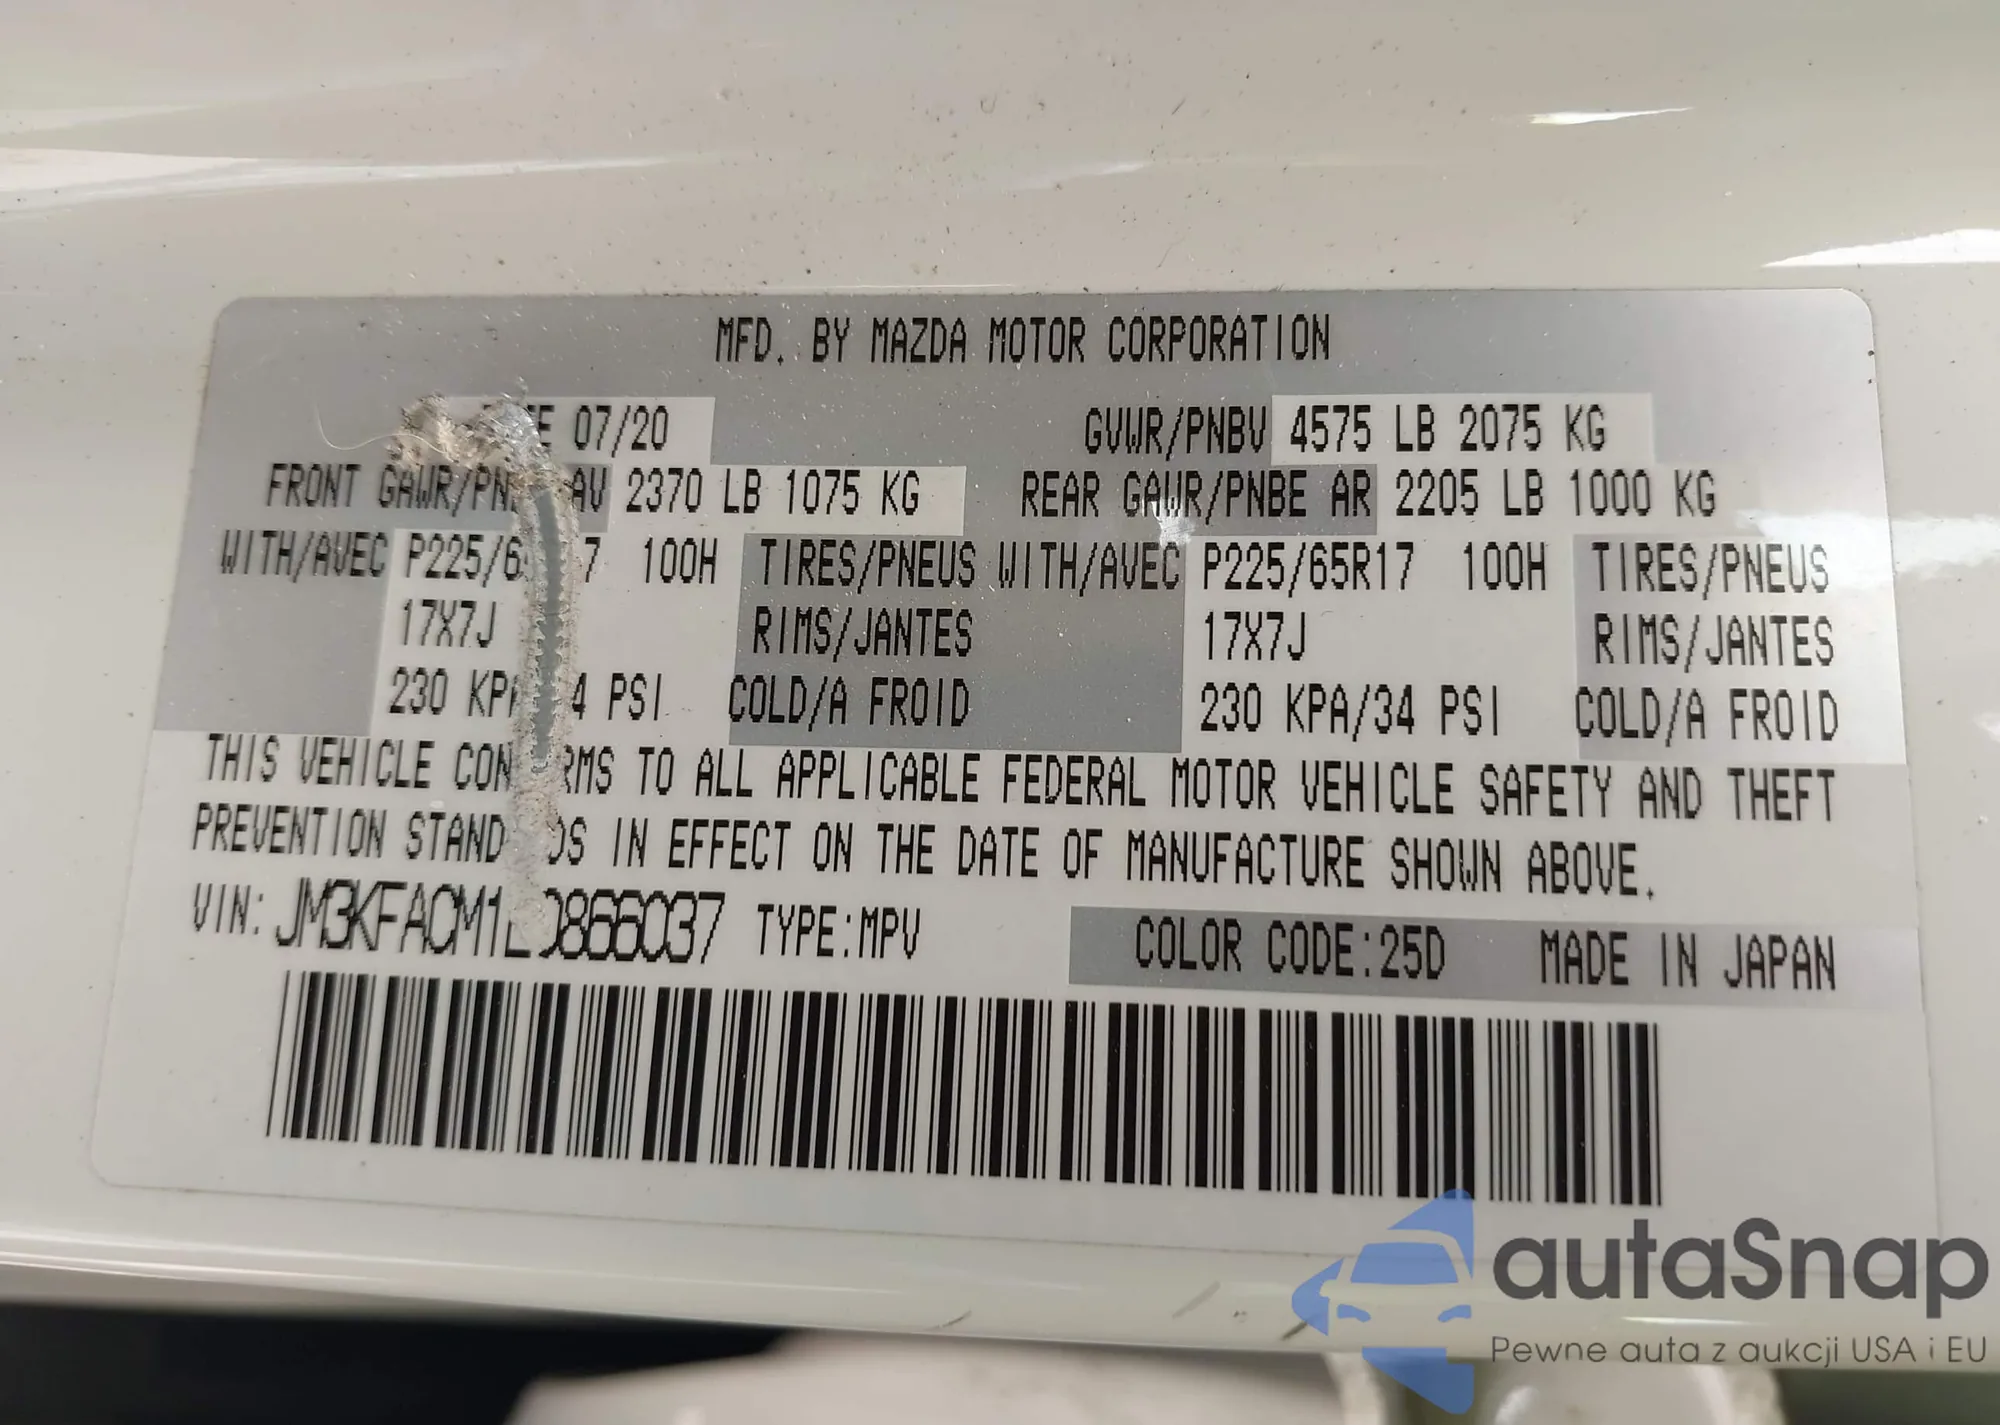 MFD. BY MAZDA MOTOR CORPORATION
07/20 GVWR/PNBV 4575 LB 2075 KG
FRONT AV 2370 LB 1075 KG REAR GAWR/PNBE AR 2205 LB 1000 KG
WITH/AVEC 100H TIRES/PNEUS WITH/AVEC P225/65R17 100H TIRES/PNEUS
17X7J RIMS/JANTES 17X7J RIMS/JANTES
230 PSI COLD/A FROID 230 KPA/34 PSI COLD/A FROID
THIS VEHICLE TO ALL APPLICABLE FEDERAL MOTOR VEHICLE SAFETY AND THEFT
PREVENTION IN EFFECT ON THE DATE OF MANUFACTURE SHOWN ABOVE.
VIN: TYPE:MPV COLOR CODE:25D MADE IN JAPAN
autaSnap
Pewne auta z aukcji USA i EU